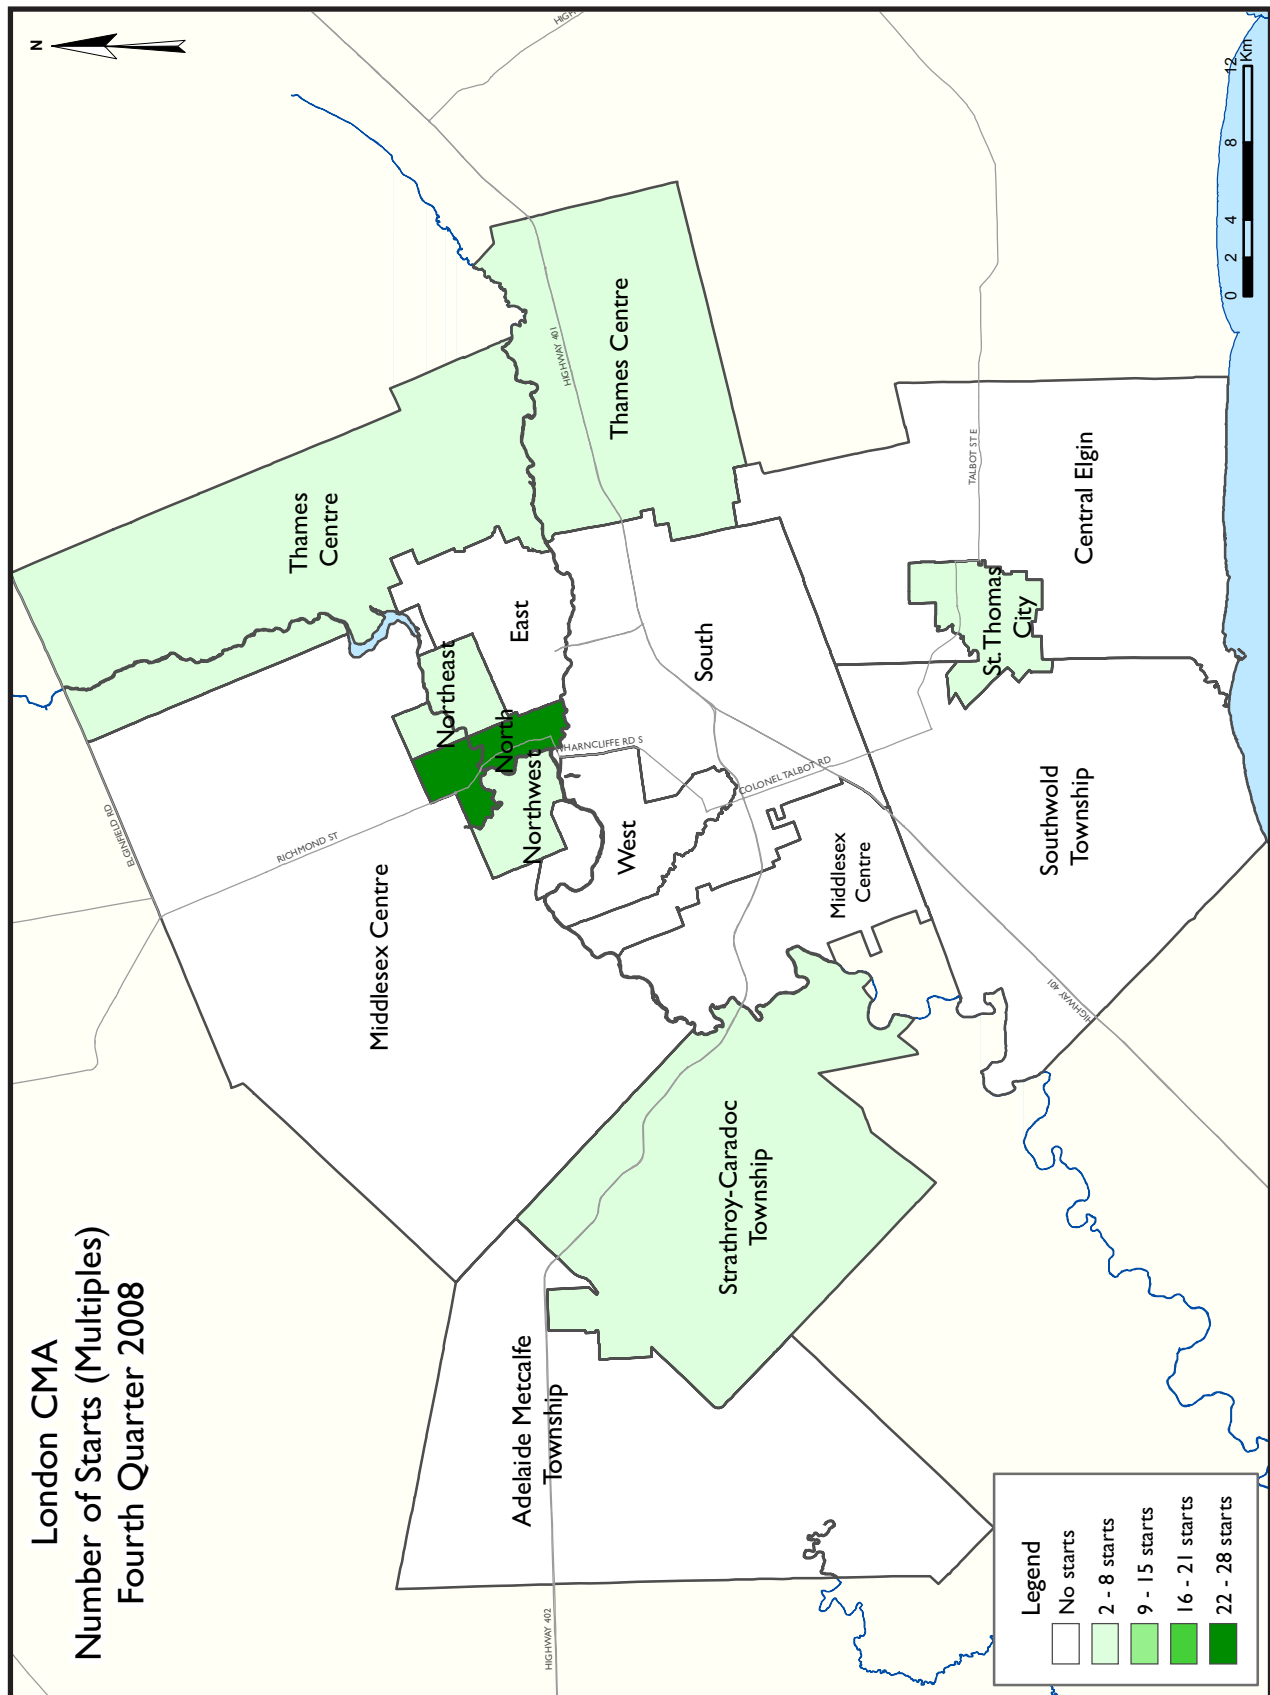 London CMA
Number of Starts (Multiples)
Fourth Quarter 2008
N
ELGINFIELD RD
RICHMOND ST
Thames
Centre
Middlesex Centre
Northeast
North
Northwest
East
HIGHWAY 401
Thames Centre
WHARNCLIFFE RD S
West
South
COLONEL TALBOT RD
Middlesex
Centre
Adelaide Metcalfe
Township
HIGHWAY 402
Strathroy-Caradoc
Township
TALBOT ST E
St. Thomas
City
Central Elgin
Southwold
Township
HIGHWAY 401
Legend
No starts
2 - 8 starts
9 - 15 starts
16 - 21 starts
22 - 28 starts
0 2 4 8 12
Km